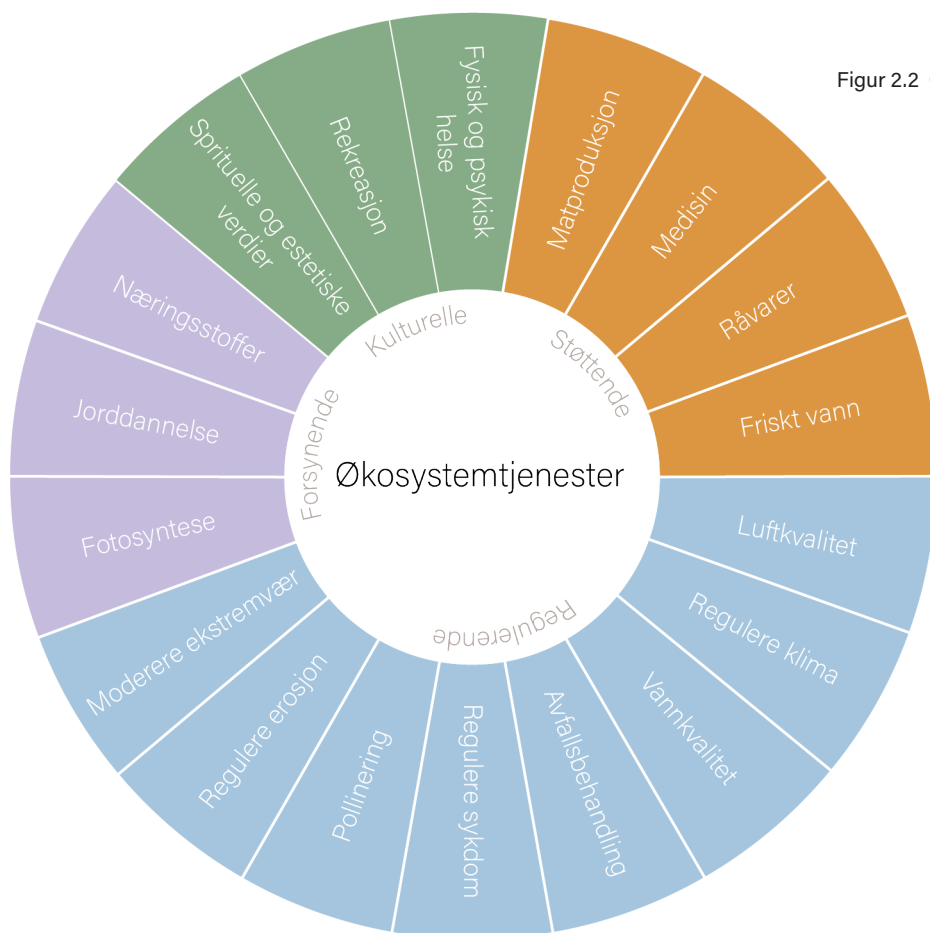 Figur 2.2
Økosystemtjenester
Kulturelle
Sprituelle og estetiske
verdier
Rekreasjon
Fysisk og psykisk
helse
Støttende
Matproduksjon
Medisin
Råvarer
Friskt vann
Regulerende
Luftkvalitet
Regulere klima
Vannkvalitet
Avfallsbehandling
Regulere sykdom
Pollinering
Regulere erosjon
Moderere ekstremvær
Forsynende
Fotosyntese
Jorddannelse
Næringsstoffer